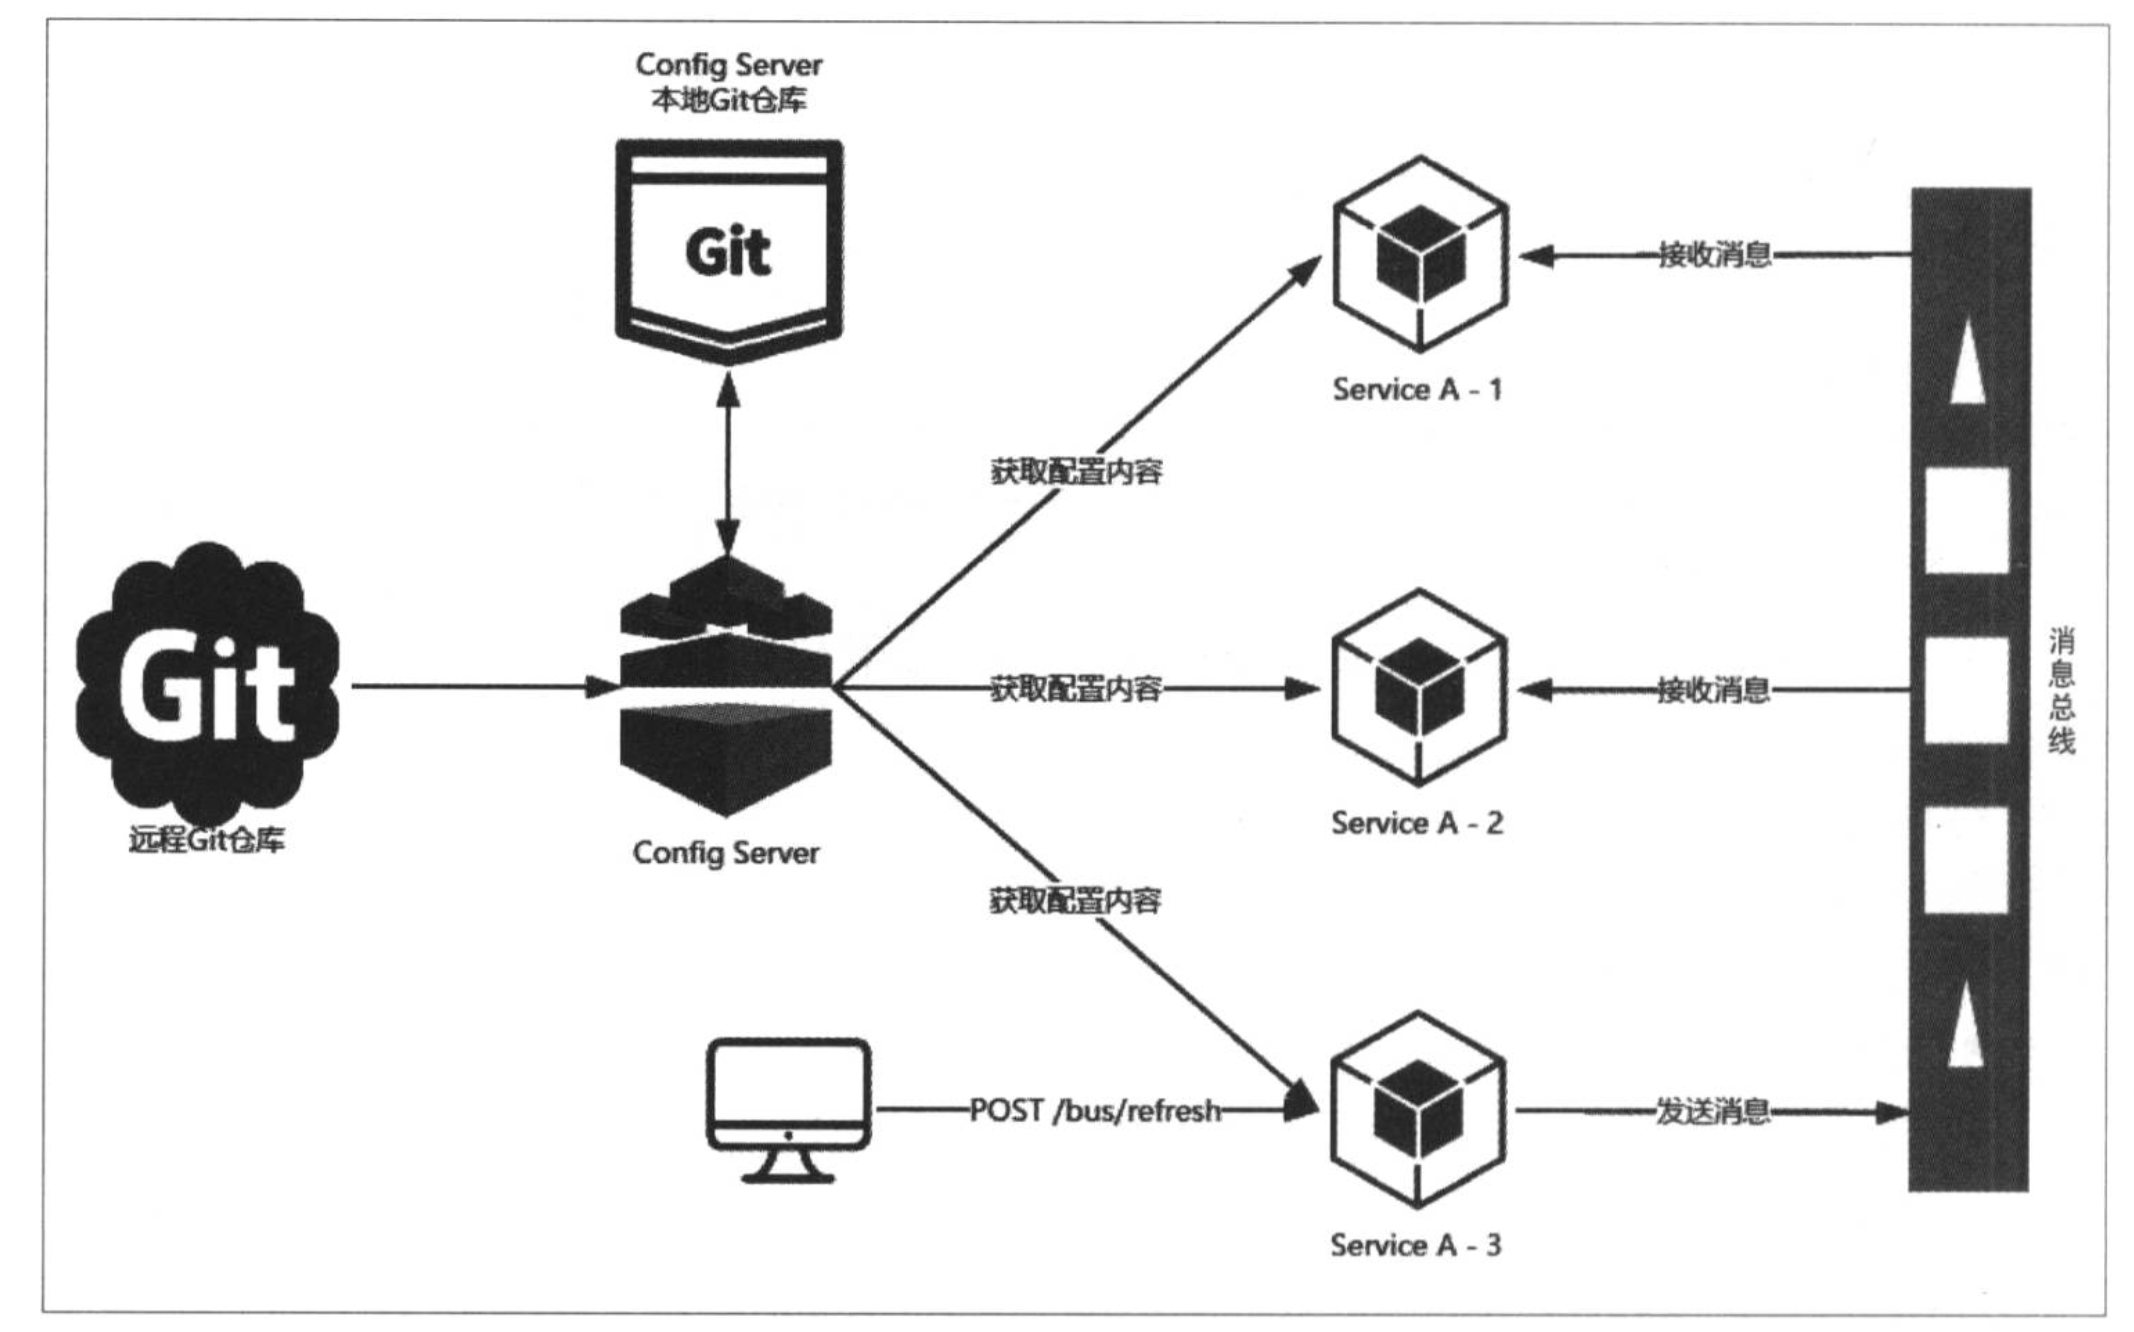 Config Server
本地Git仓库
Git
接收消息
Service A - 1
获取配置内容
Git
远程Git仓库
Config Server
获取配置内容
接收消息
消息总线
Service A - 2
获取配置内容
POST /bus/refresh
发送消息
Service A - 3